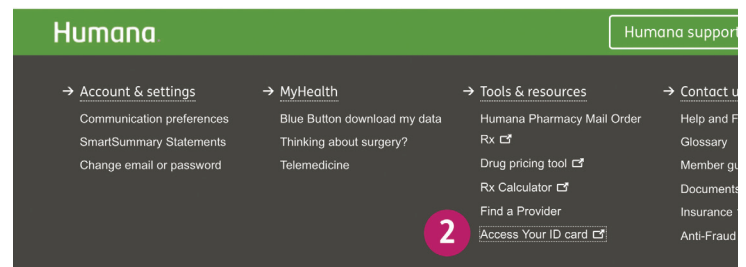 Humana
Humana support
→ Account & settings
Communication preferences
SmartSummary Statements
Change email or password
→ MyHealth
Blue Button download my data
Thinking about surgery?
Telemedicine
→ Tools & resources
Humana Pharmacy Mail Order
Rx
Drug pricing tool
Rx Calculator
Find a Provider
2
Access Your ID card
→ Contact u
Help and F
Glossary
Member gu
Documents
Insurance
Anti-Fraud